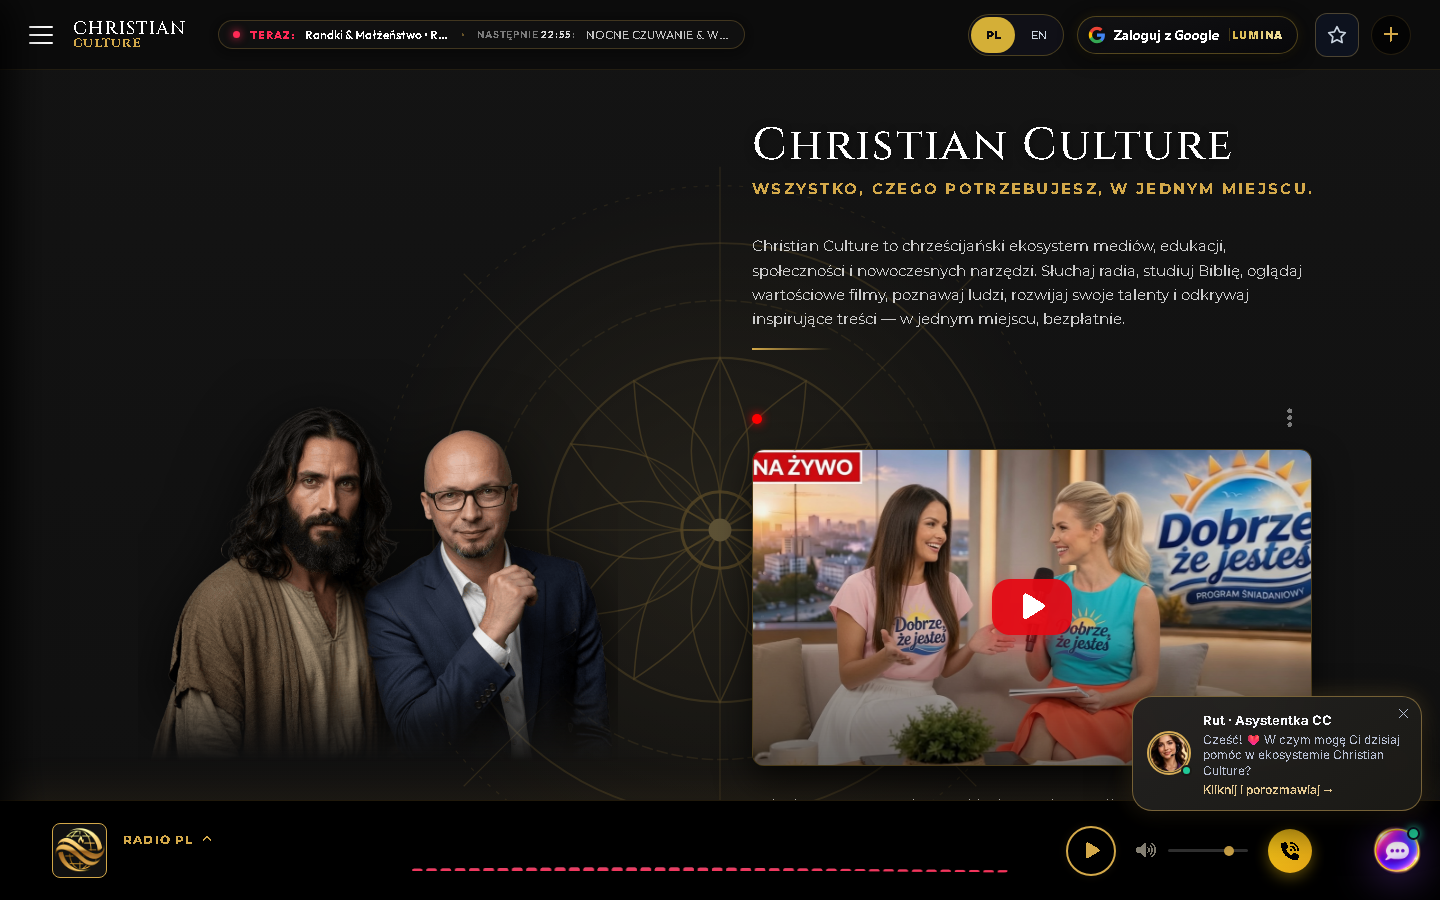 CHRISTIAN
CULTURE
TERAZ: Randki & Małżeństwo • R... • NASTĘPNIE 22:55: NOCNE CZUWANIE & W...
PL EN
Zaloguj z Google LUMINA
Christian Culture
WSZYSTKO, CZEGO POTRZEBUJESZ, W JEDNYM MIEJSCU.
Christian Culture to chrześcijański ekosystem mediów, edukacji,
społeczności i nowoczesnych narzędzi. Słuchaj radia, studiuj Biblię, oglądaj
wartościowe filmy, poznawaj ludzi, rozwijaj swoje talenty i odkrywaj
inspirujące treści — w jednym miejscu, bezpłatnie.
NA ŻYWO
Dobrze
że jesteś
PROGRAM ŚNIADANIOWY
Dobrze,
że jesteś
Dobrze,
że jesteś
Rut · Asystentka CC
Cześć! ❤️ W czym mogę Ci dzisiaj
pomóc w ekosystemie Christian
Culture?
Kliknij i porozmawiaj →
RADIO PL